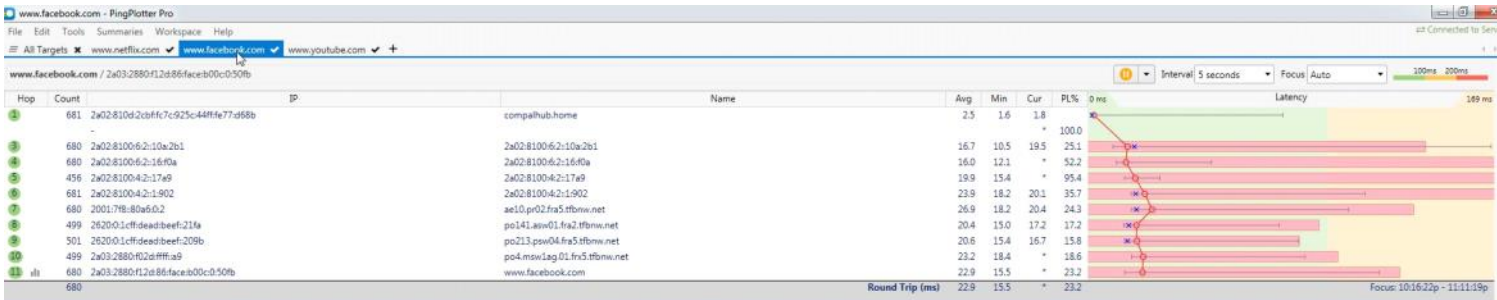 www.facebook.com - PingPlotter Pro
File Edit Tools Summaries Workspace Help
Connected to Serv
All Targets www.netflix.com www.facebook.com www.youtube.com +
www.facebook.com / 2a03:2880:f12d:86:face:b00c:0:50fb Interval 5 seconds Focus Auto 100ms 200ms
Hop Count IP Name Avg Min Cur PL% 0 ms Latency 169 ms
1 681 2a02:810d:2cbf:fc7c:925c:44ff:fe77:d68b compalhub.home 2.5 1.6 1.8
- * 100.0
3 680 2a02:8100:6:2::10a:2b1 2a02:8100:6:2::10a:2b1 16.7 10.5 19.5 25.1
4 680 2a02:8100:6:2::16:f0a 2a02:8100:6:2::16:f0a 16.0 12.1 * 52.2
5 456 2a02:8100:4:2::17a9 2a02:8100:4:2::17a9 19.9 15.4 * 95.4
6 681 2a02:8100:4:2::1:902 2a02:8100:4:2::1:902 23.9 18.2 20.1 35.7
7 680 2001:7f8::80a6:0:2 ae10.pr02.fra5.tfbnw.net 26.9 18.2 20.4 24.3
8 499 2620:0:1cff:dead:beef::21fa po141.asw01.fra2.tfbnw.net 20.4 15.0 17.2 17.2
9 501 2620:0:1cff:dead:beef::209b po213.psw04.fra5.tfbnw.net 20.6 15.4 16.7 15.8
10 499 2a03:2880:f02d:ffff::a9 po4.msw1ag.01.frx5.tfbnw.net 23.2 18.4 * 18.6
11 680 2a03:2880:f12d:86:face:b00c:0:50fb www.facebook.com 22.9 15.5 * 23.2
680 Round Trip (ms) 22.9 15.5 * 23.2 Focus: 10:16:22p - 11:11:19p